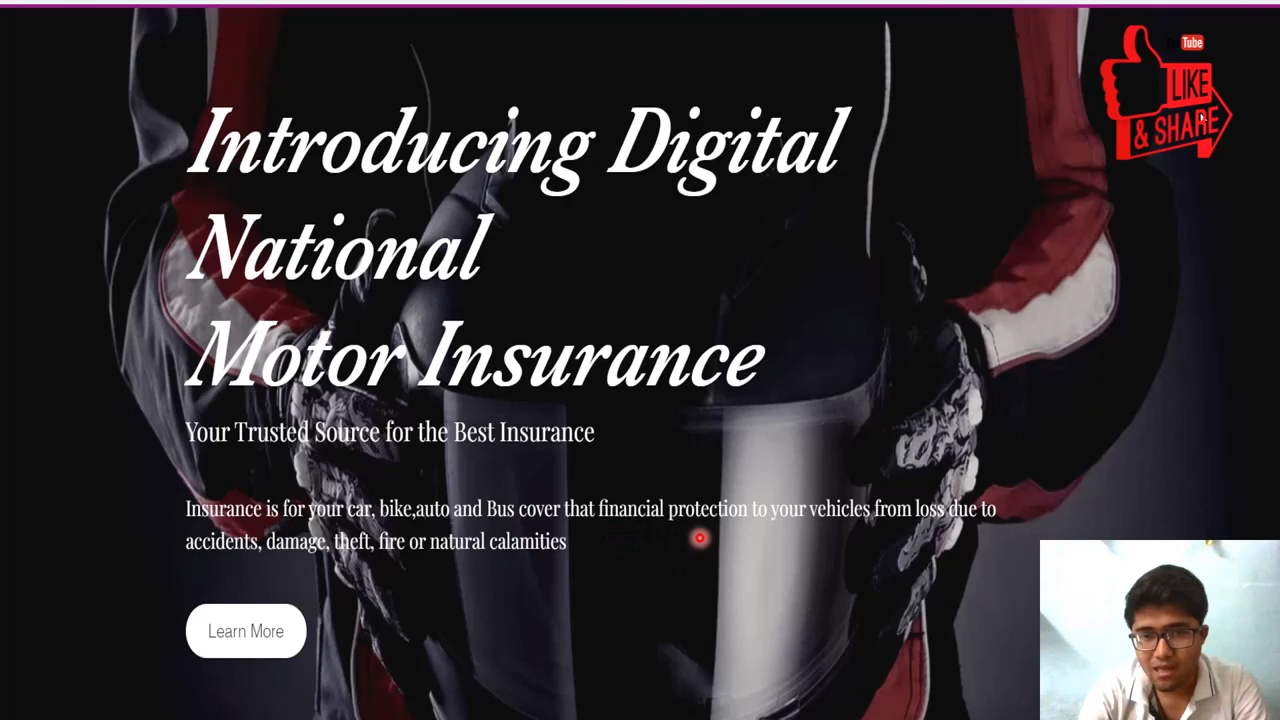 Introducing Digital
National
Motor Insurance
Your Trusted Source for the Best Insurance
Insurance is for your car, bike,auto and Bus cover that financial protection to your vehicles from loss due to
accidents, damage, theft, fire or natural calamities
Learn More
Tube
LIKE
& SHARE